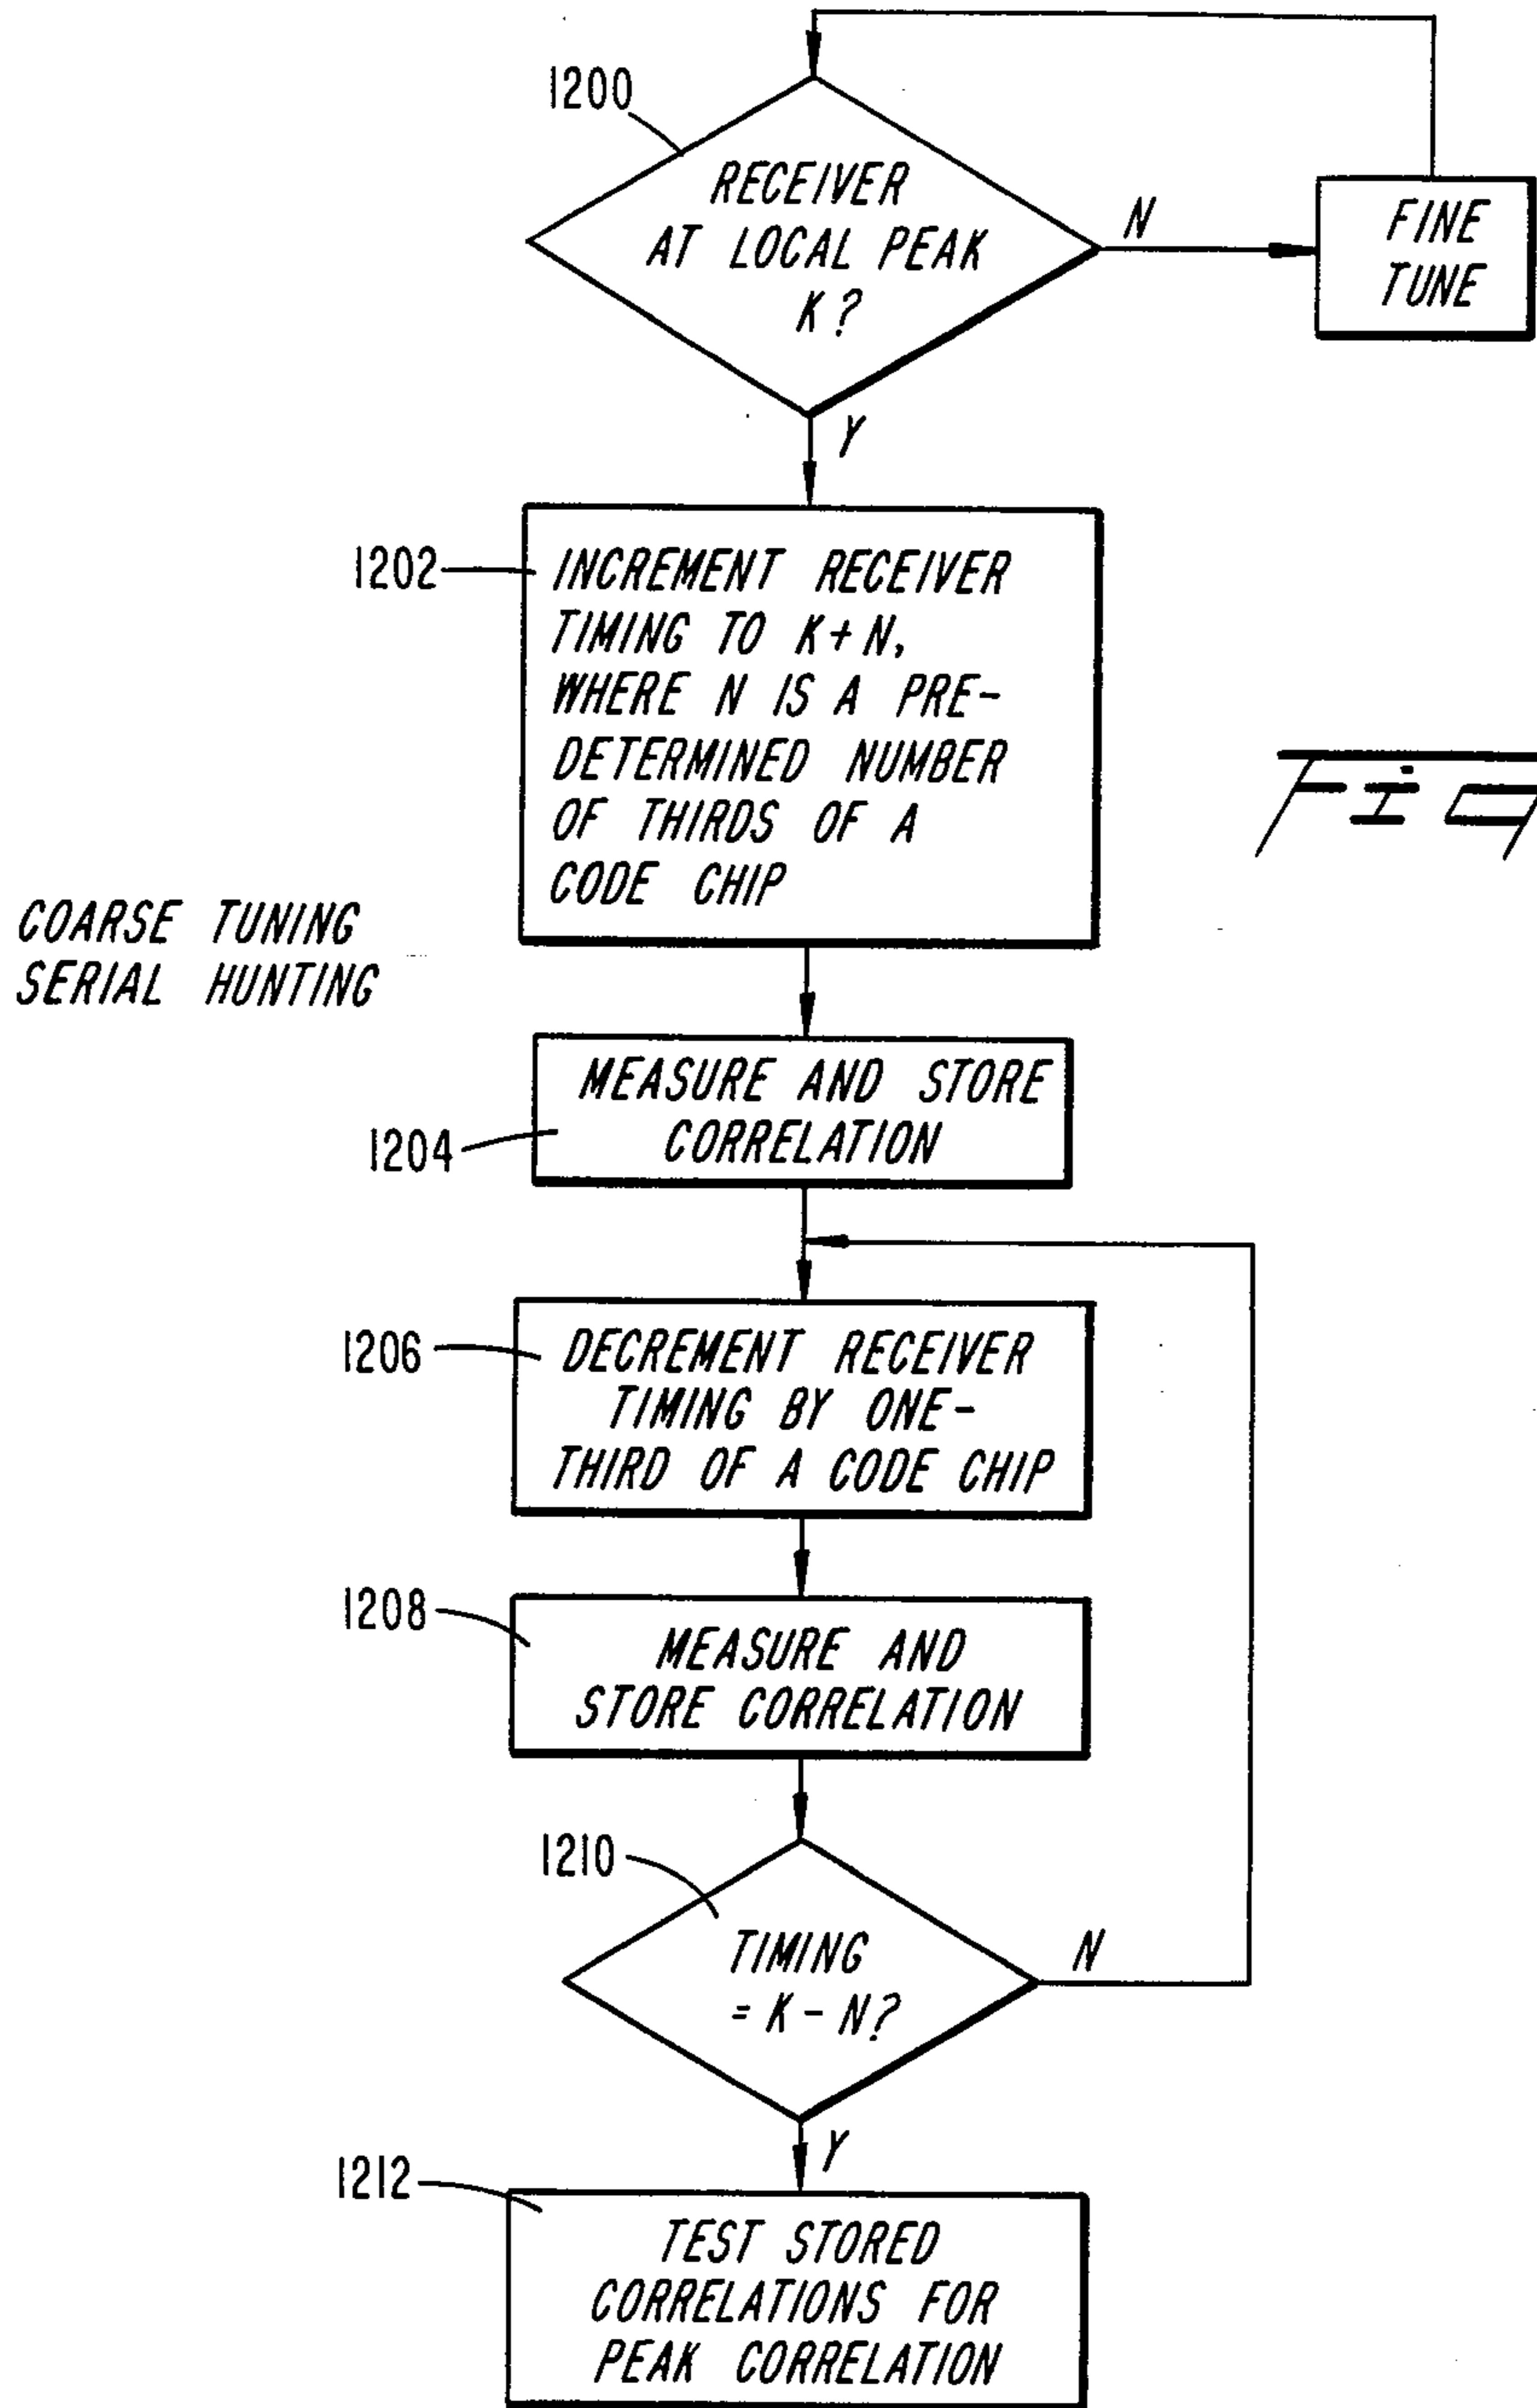 1200
RECEIVER
AT LOCAL PEAK
K?
N
FINE
TUNE
Y
1202
INCREMENT RECEIVER
TIMING TO K+N,
WHERE N IS A PRE-
DETERMINED NUMBER
OF THIRDS OF A
CODE CHIP
COARSE TUNING
SERIAL HUNTING
1204
MEASURE AND STORE
CORRELATION
1206
DECREMENT RECEIVER
TIMING BY ONE-
THIRD OF A CODE CHIP
1208
MEASURE AND
STORE CORRELATION
1210
TIMING
= K - N?
N
Y
1212
TEST STORED
CORRELATIONS FOR
PEAK CORRELATION